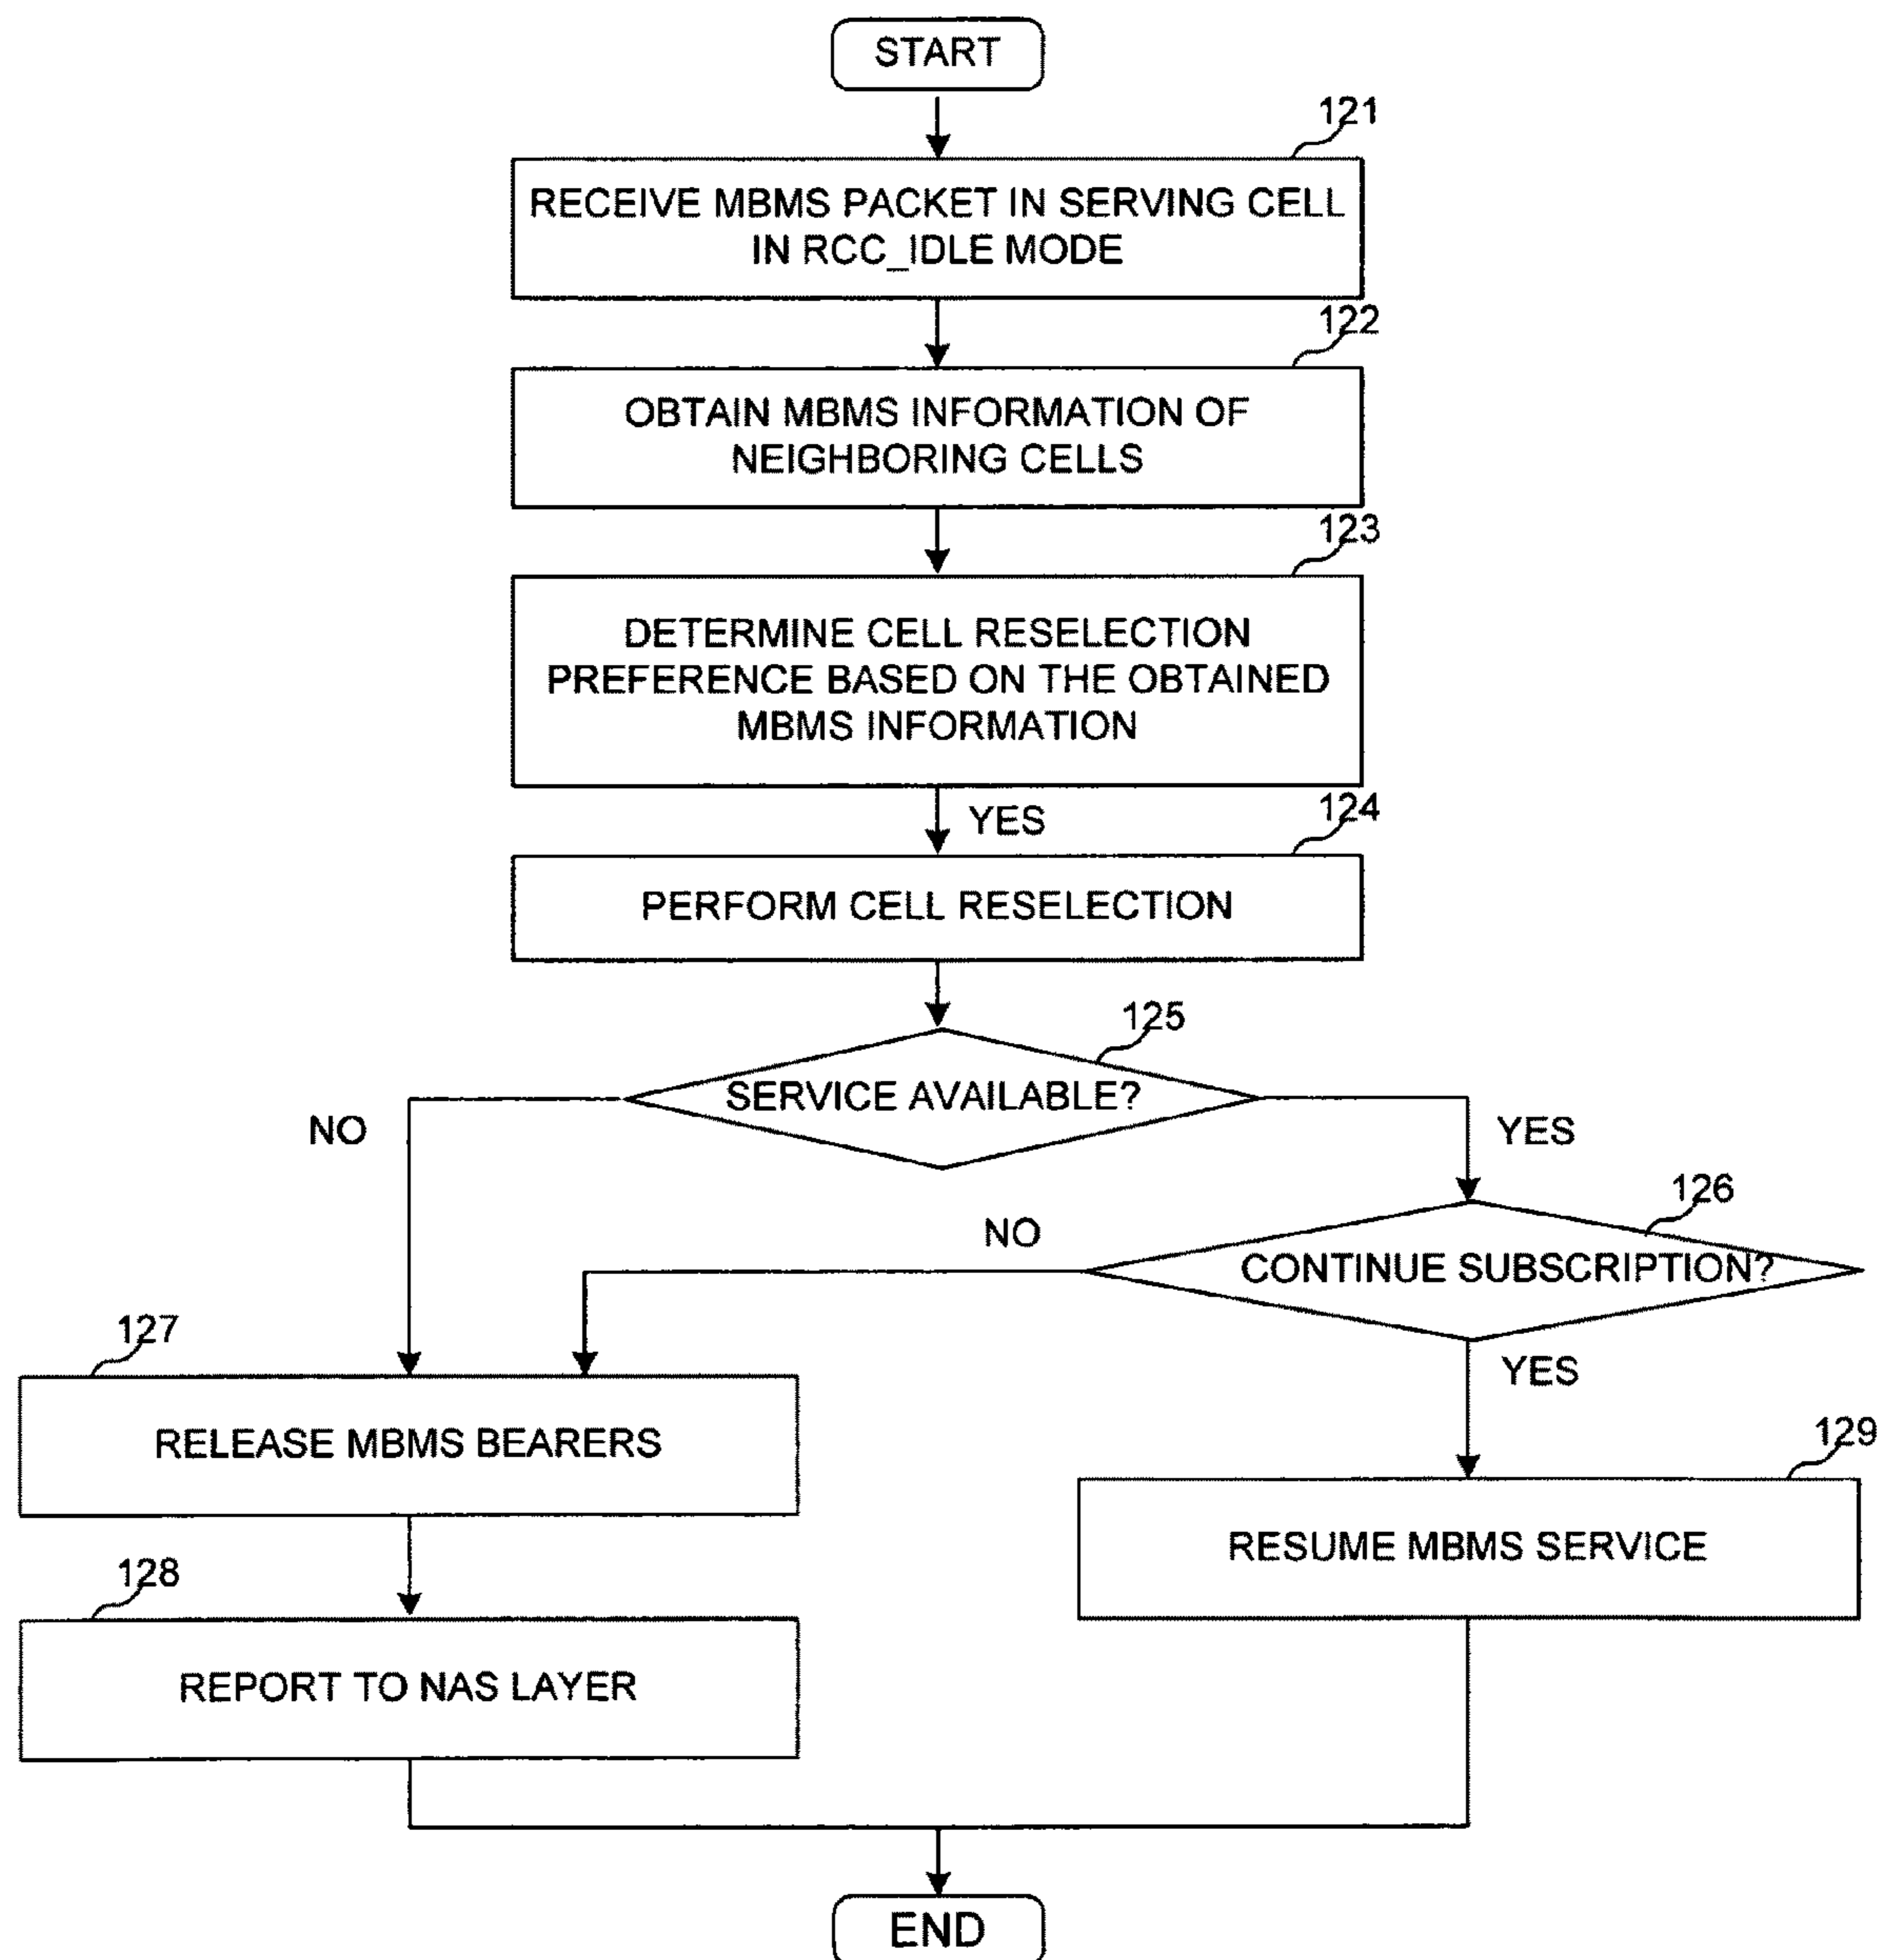 START
121
RECEIVE MBMS PACKET IN SERVING CELL
IN RCC_IDLE MODE
122
OBTAIN MBMS INFORMATION OF
NEIGHBORING CELLS
123
DETERMINE CELL RESELECTION
PREFERENCE BASED ON THE OBTAINED
MBMS INFORMATION
YES
124
PERFORM CELL RESELECTION
125
SERVICE AVAILABLE?
NO
YES
126
NO
CONTINUE SUBSCRIPTION?
127
YES
RELEASE MBMS BEARERS
129
RESUME MBMS SERVICE
128
REPORT TO NAS LAYER
END